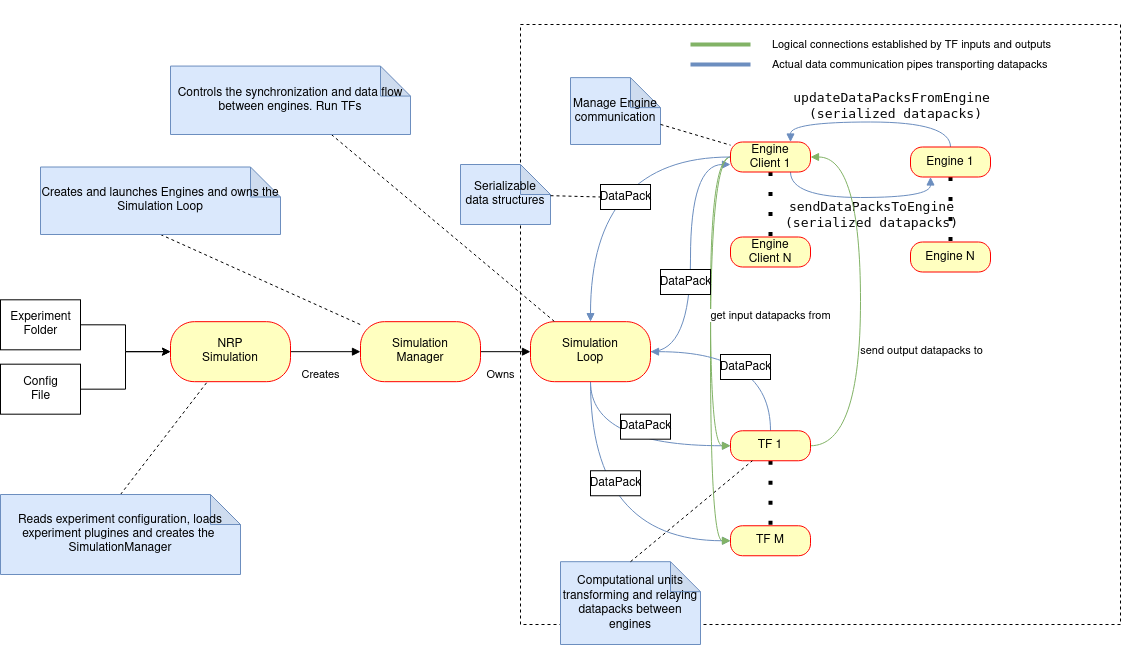 Logical connections established by TF inputs and outputs
Actual data communication pipes transporting datapacks
Controls the synchronization and data flow
between engines. Run TFs
Manage Engine
communication
updateDataPacksFromEngine
(serialized datapacks)
Engine
Client 1
Engine 1
Creates and launches Engines and owns the
Simulation Loop
Serializable
data structures
DataPack
sendDataPacksToEngine
(serialized datapacks)
Engine
Client N
Engine N
DataPack
Experiment
Folder
get input datapacks from
NRP
Simulation
Simulation
Manager
Simulation
Loop
send output datapacks to
Creates
Owns
DataPack
Config
File
DataPack
TF 1
DataPack
Reads experiment configuration, loads
experiment plugines and creates the
SimulationManager
TF M
Computational units
transforming and relaying
datapacks between
engines